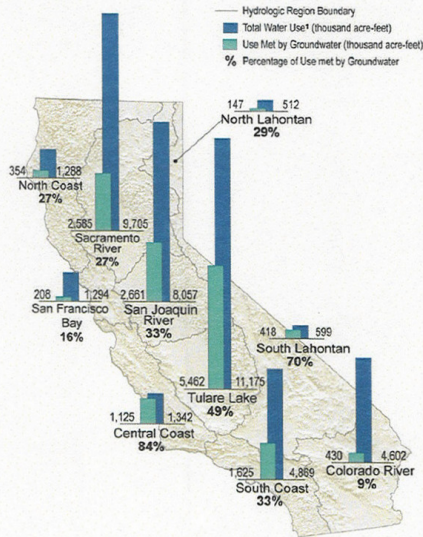 Hydrologic Region Boundary
Total Water Use¹ (thousand acre-feet)
Use Met by Groundwater (thousand acre-feet)
% Percentage of Use met by Groundwater
147 512
North Lahontan
29%
354 1,288
North Coast
27%
2,585 9,705
Sacramento
River
27%
208 1,294
San Francisco
Bay
16%
2,661 8,057
San Joaquin
River
33%
418 599
South Lahontan
70%
5,462 11,175
Tulare Lake
49%
1,125 1,342
Central Coast
84%
1,625 4,869
South Coast
33%
430 4,602
Colorado River
9%